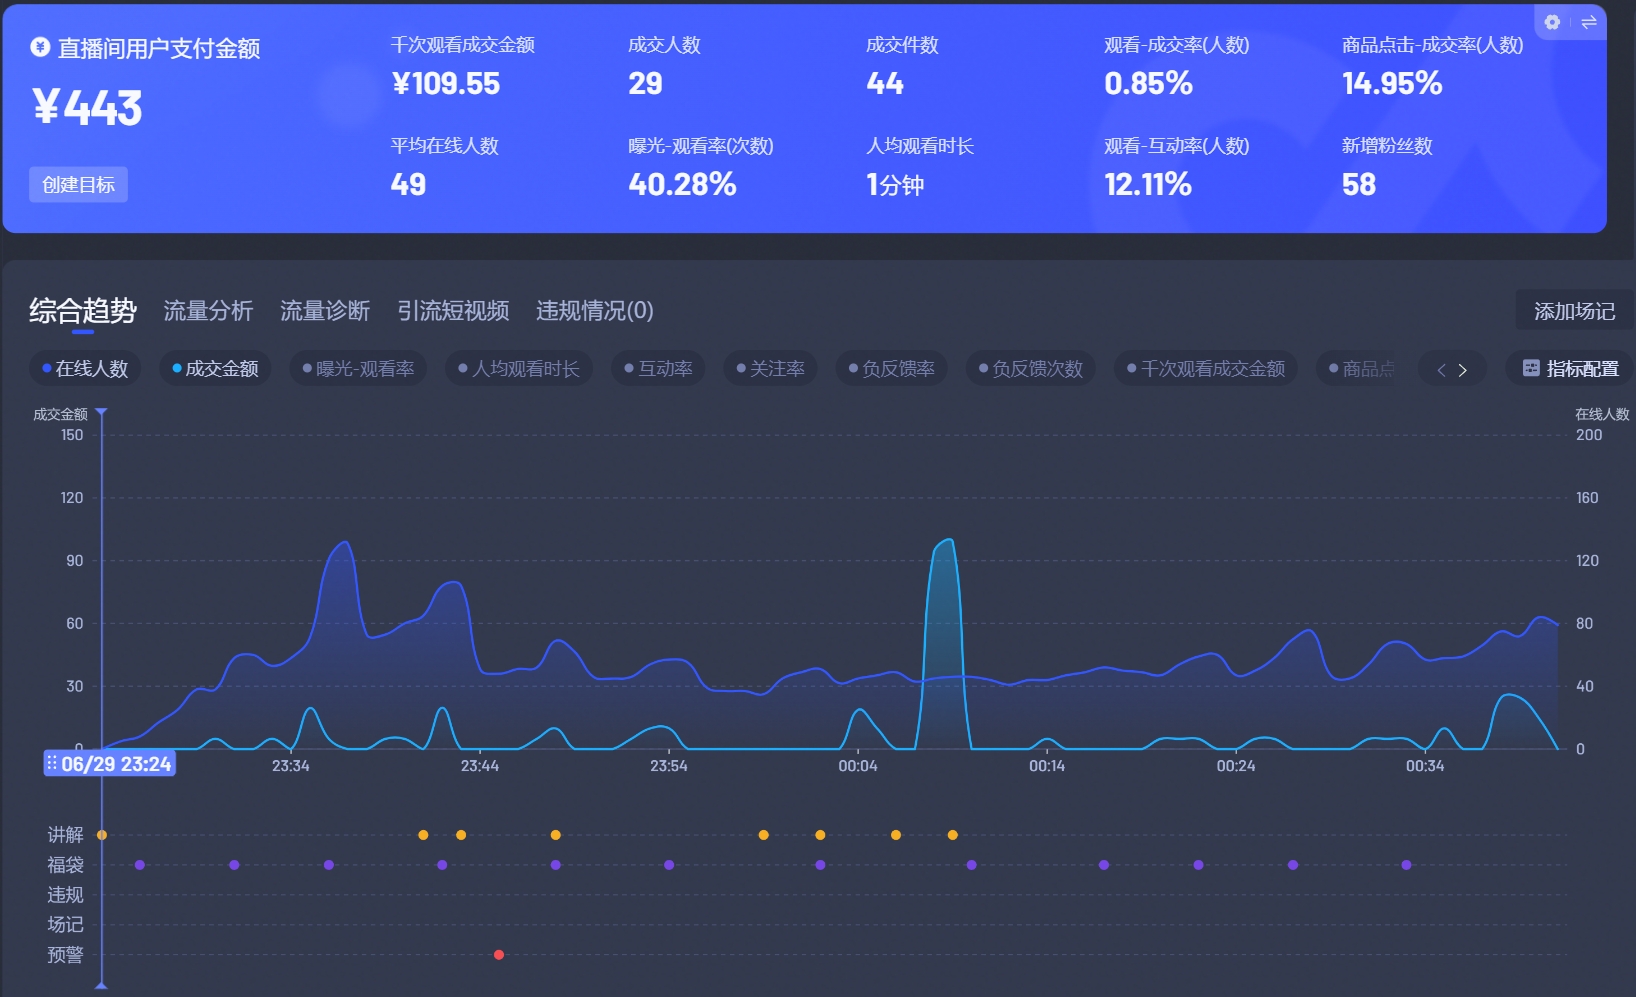 直播间用户支付金额
¥443
创建目标
千次观看成交金额
¥109.55
成交人数
29
成交件数
44
观看-成交率(人数)
0.85%
商品点击-成交率(人数)
14.95%
平均在线人数
49
曝光-观看率(次数)
40.28%
人均观看时长
1分钟
观看-互动率(人数)
12.11%
新增粉丝数
58
综合趋势 流量分析 流量诊断 引流短视频 违规情况(0) 添加场记
在线人数 成交金额 曝光-观看率 人均观看时长 互动率 关注率 负反馈率 负反馈次数 千次观看成交金额 商品点 指标配置
成交金额 在线人数
150 200
120 160
90 120
60 80
30 40
0 0
06/29 23:24 23:34 23:44 23:54 00:04 00:14 00:24 00:34
讲解
福袋
违规
场记
预警